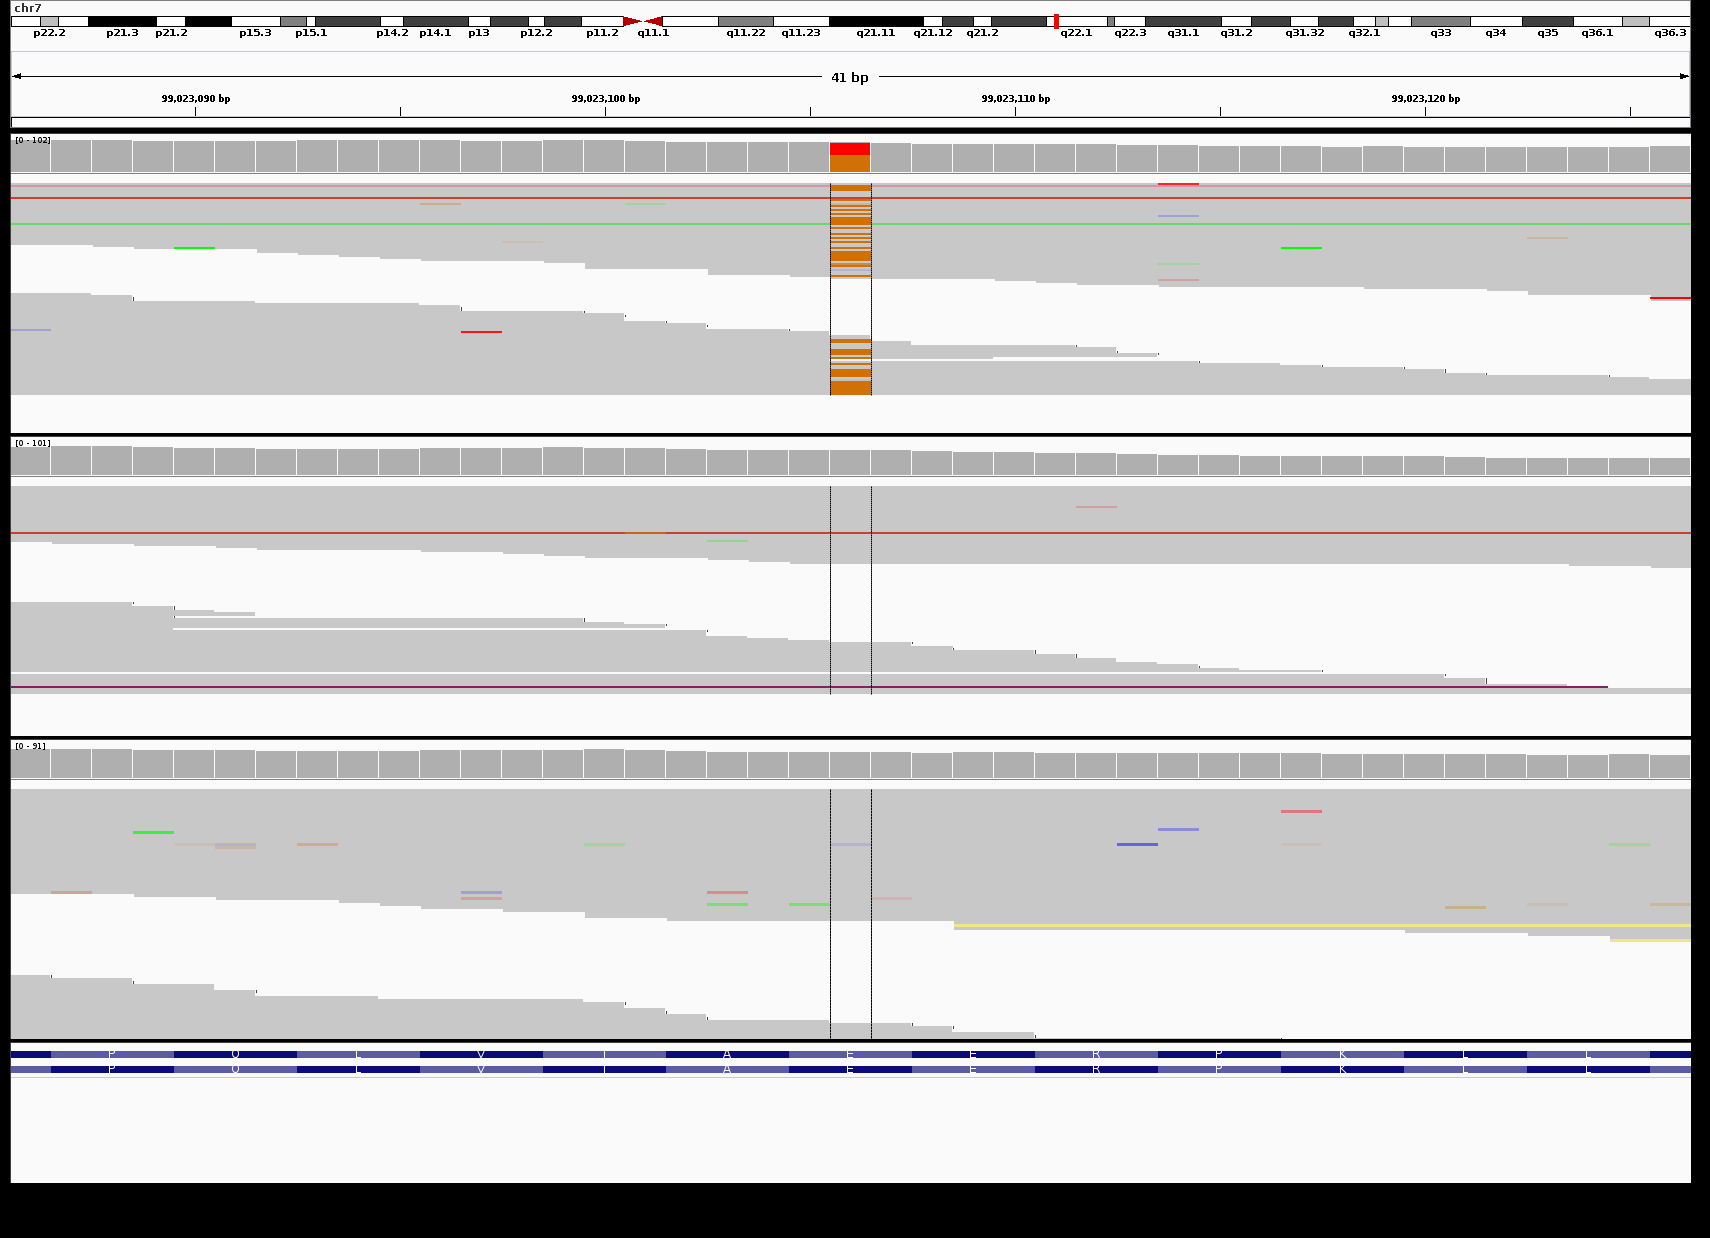 chr7
p22.2 p21.3 p21.2 p15.3 p15.1 p14.2 p14.1 p13 p12.2 p11.2 q11.1 q11.22 q11.23 q21.11 q21.12 q21.2 q22.1 q22.3 q31.1 q31.2 q31.32 q32.1 q33 q34 q35 q36.1 q36.3
41 bp
99,023,090 bp 99,023,100 bp 99,023,110 bp 99,023,120 bp
[0 - 102]
[0 - 101]
[0 - 91]
P Q L V I A E E R P K L L
P Q L V I A E E R P K L L